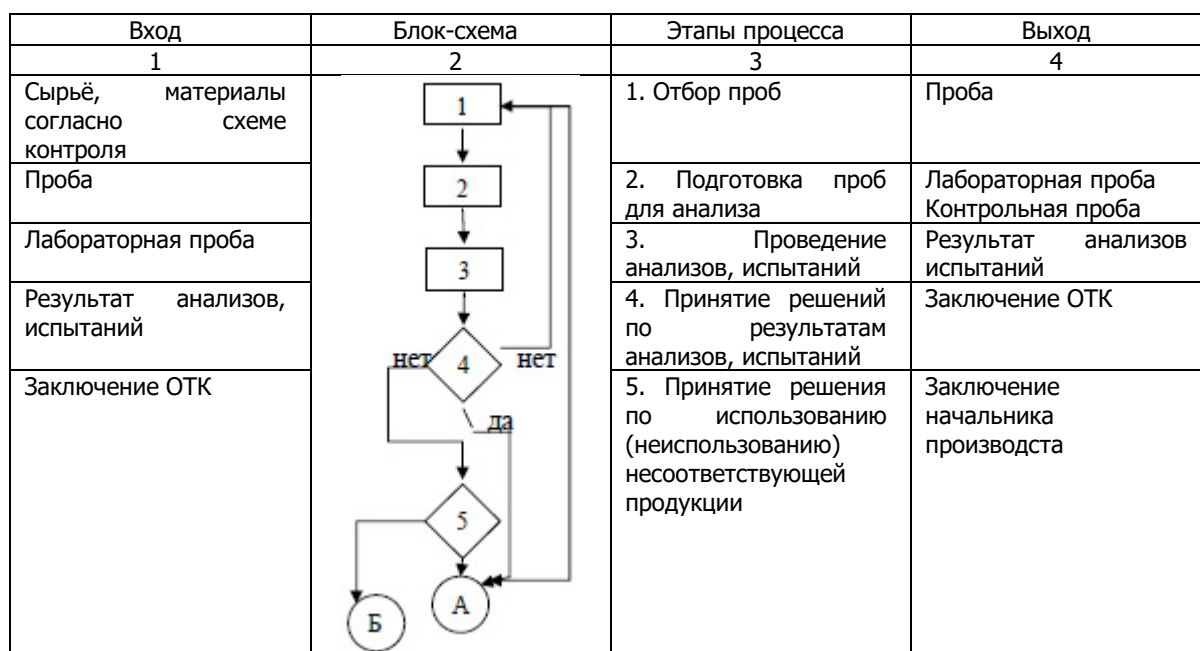 Вход Блок-схема Этапы процесса Выход
1 2 3 4
Сырьё, материалы
согласно схеме
контроля
1
1. Отбор проб
Проба
Проба
2
2. Подготовка проб
для анализа
Лабораторная проба
Контрольная проба
Лабораторная проба
3
3. Проведение
анализов, испытаний
Результат анализов
испытаний
Результат анализов,
испытаний
нет 4 нет
да
4. Принятие решений
по результатам
анализов, испытаний
Заключение ОТК
Заключение ОТК
5
Б А
5. Принятие решения
по использованию
(неиспользованию)
несоответствующей
продукции
Заключение
начальника
производста